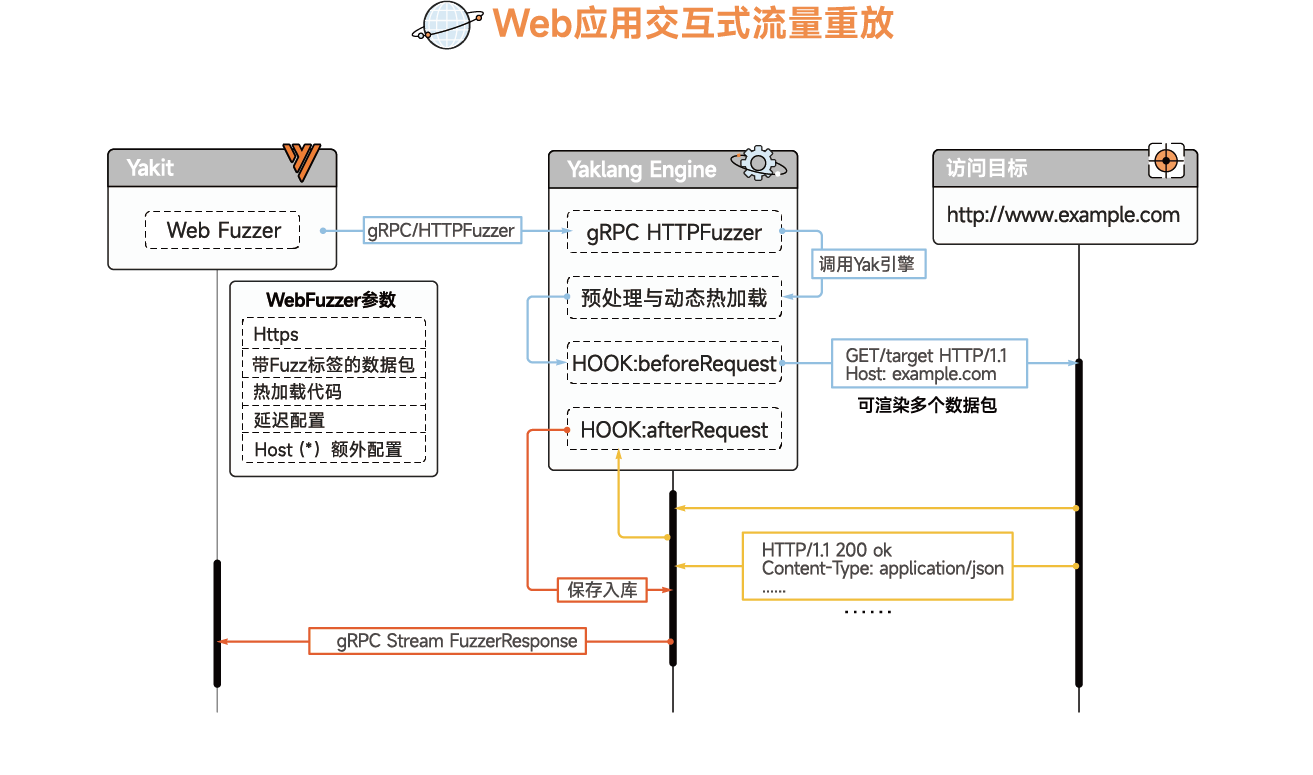 Web应用交互式流量重放
Yakit
Web Fuzzer
gRPC/HTTPFuzzer
WebFuzzer参数
Https
带Fuzz标签的数据包
热加载代码
延迟配置
Host (*) 额外配置
Yaklang Engine
gRPC HTTPFuzzer
调用Yak引擎
预处理与动态热加载
HOOK:beforeRequest
HOOK:afterRequest
访问目标
http://www.example.com
GET/target HTTP/1.1
Host: example.com
可渲染多个数据包
HTTP/1.1 200 ok
Content-Type: application/json
......
......
保存入库
gRPC Stream FuzzerResponse